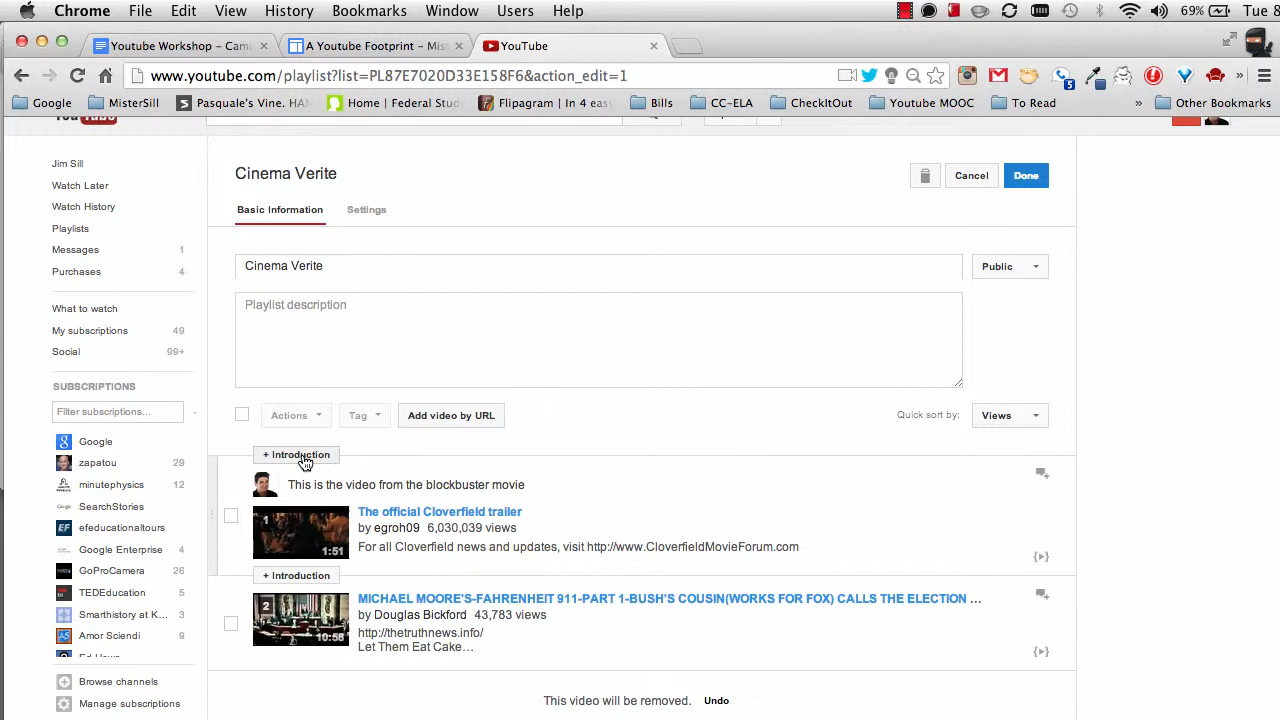 Chrome File Edit View History Bookmarks Window Users Help 69% Tue 8
Youtube Workshop – Cam A Youtube Footprint – Mis YouTube
www.youtube.com/playlist?list=PL87E7020D33E158F6&action_edit=1
Google MisterSill Pasquale's Vine. HAN Home | Federal Stud Flipagram | In 4 easy Bills CC-ELA CheckItOut Youtube MOOC To Read » Other Bookmarks
YouTube
Jim Sill
Watch Later
Watch History
Playlists
Messages 1
Purchases 4
What to watch
My subscriptions 49
Social 99+
SUBSCRIPTIONS
Filter subscriptions...
Google
zapatou 29
minutephysics 12
SearchStories
efeducationaltours
Google Enterprise 4
GoProCamera 26
TEDEducation 5
Smarthistory at K... 3
Amor Sciendi 9
Browse channels
Manage subscriptions
Cinema Verite
Cancel Done
Basic Information Settings
Cinema Verite Public
Playlist description
Actions Tag Add video by URL Quick sort by: Views
+ Introduction
This is the video from the blockbuster movie
1 1:51
The official Cloverfield trailer
by egroh09 6,030,039 views
For all Cloverfield news and updates, visit http://www.CloverfieldMovieForum.com
+ Introduction
2 10:58
MICHAEL MOORE'S-FAHRENHEIT 911-PART 1-BUSH'S COUSIN(WORKS FOR FOX) CALLS THE ELECTION ...
by Douglas Bickford 43,783 views
http://thetruthnews.info/
Let Them Eat Cake...
This video will be removed. Undo